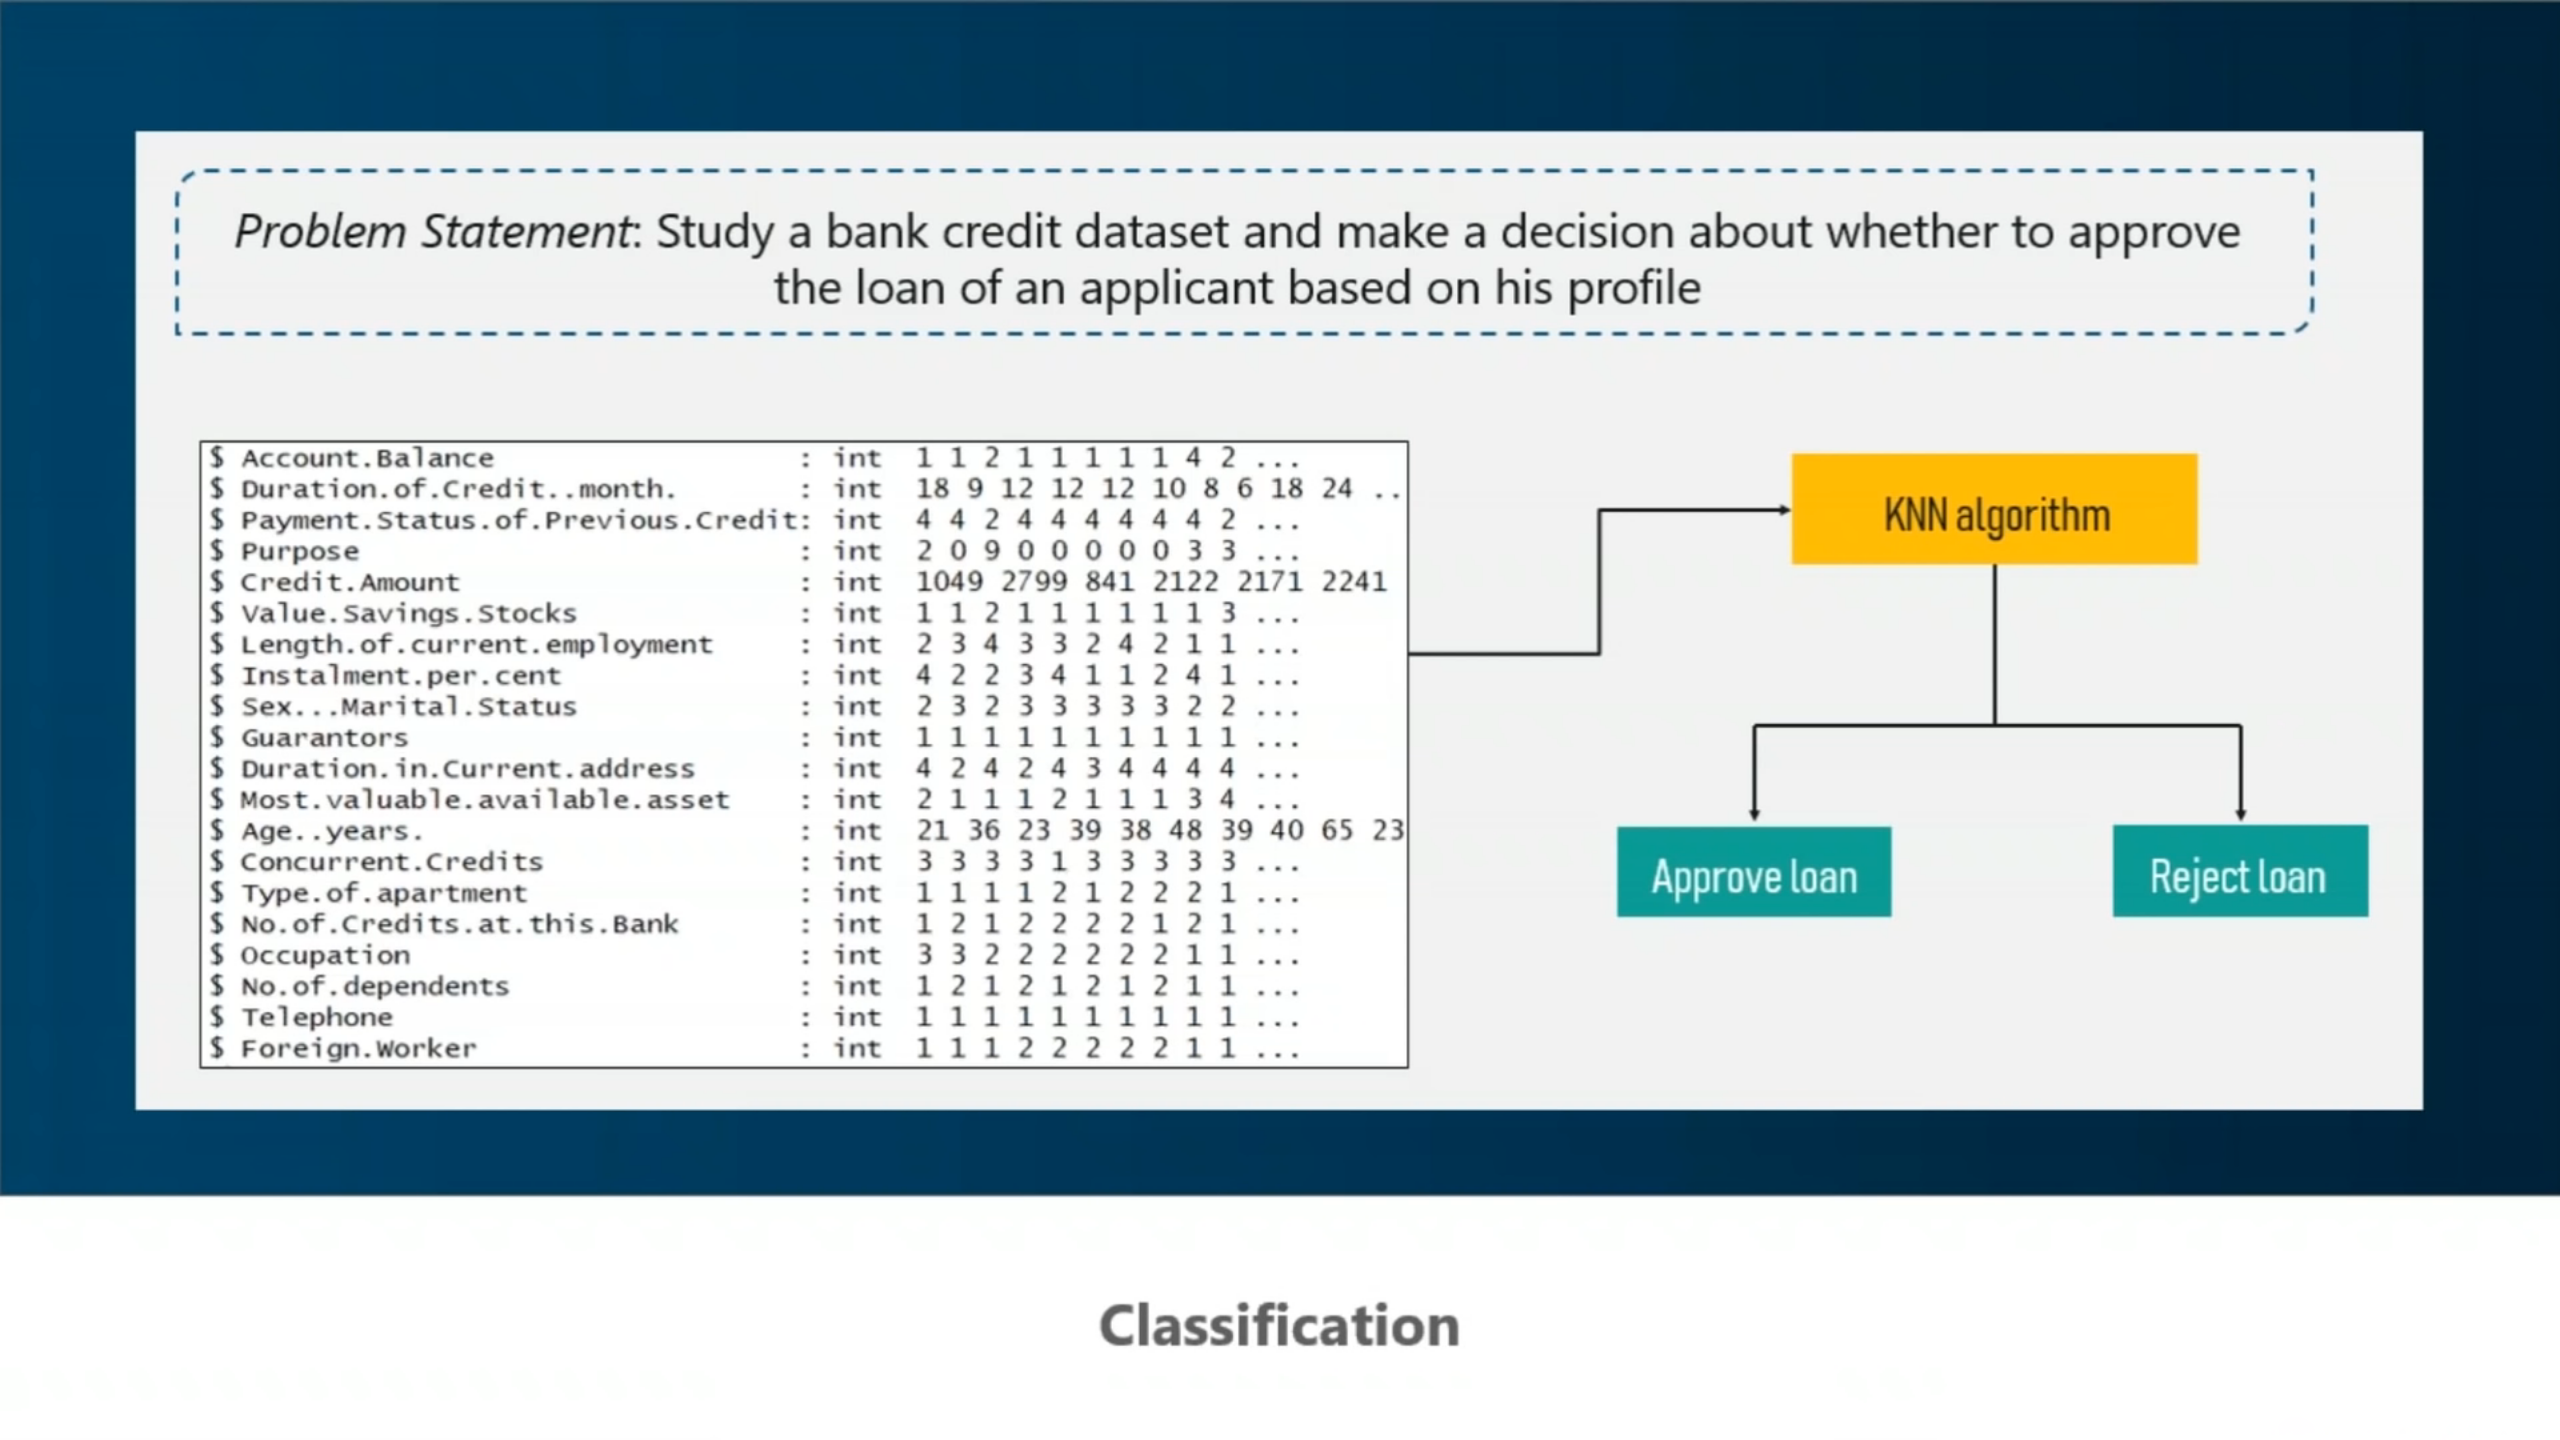 Problem Statement: Study a bank credit dataset and make a decision about whether to approve
the loan of an applicant based on his profile
$ Account.Balance : int 1 1 2 1 1 1 1 1 4 2 ...
$ Duration.of.Credit..month. : int 18 9 12 12 12 10 8 6 18 24 ..
$ Payment.Status.of.Previous.Credit: int 4 4 2 4 4 4 4 4 4 2 ...
$ Purpose : int 2 0 9 0 0 0 0 0 3 3 ...
$ Credit.Amount : int 1049 2799 841 2122 2171 2241
$ Value.Savings.Stocks : int 1 1 2 1 1 1 1 1 1 3 ...
$ Length.of.current.employment : int 2 3 4 3 3 2 4 2 1 1 ...
$ Instalment.per.cent : int 4 2 2 3 4 1 1 2 4 1 ...
$ Sex...Marital.Status : int 2 3 2 3 3 3 3 3 2 2 ...
$ Guarantors : int 1 1 1 1 1 1 1 1 1 1 ...
$ Duration.in.Current.address : int 4 2 4 2 4 3 4 4 4 4 ...
$ Most.valuable.available.asset : int 2 1 1 1 2 1 1 1 3 4 ...
$ Age..years. : int 21 36 23 39 38 48 39 40 65 23
$ Concurrent.Credits : int 3 3 3 3 1 3 3 3 3 3 ...
$ Type.of.apartment : int 1 1 1 1 2 1 2 2 2 1 ...
$ No.of.Credits.at.this.Bank : int 1 2 1 2 2 2 2 1 2 1 ...
$ Occupation : int 3 3 2 2 2 2 2 2 1 1 ...
$ No.of.dependents : int 1 2 1 2 1 2 1 2 1 1 ...
$ Telephone : int 1 1 1 1 1 1 1 1 1 1 ...
$ Foreign.Worker : int 1 1 1 2 2 2 2 2 1 1 ...
KNN algorithm
Approve loan
Reject loan
Classification